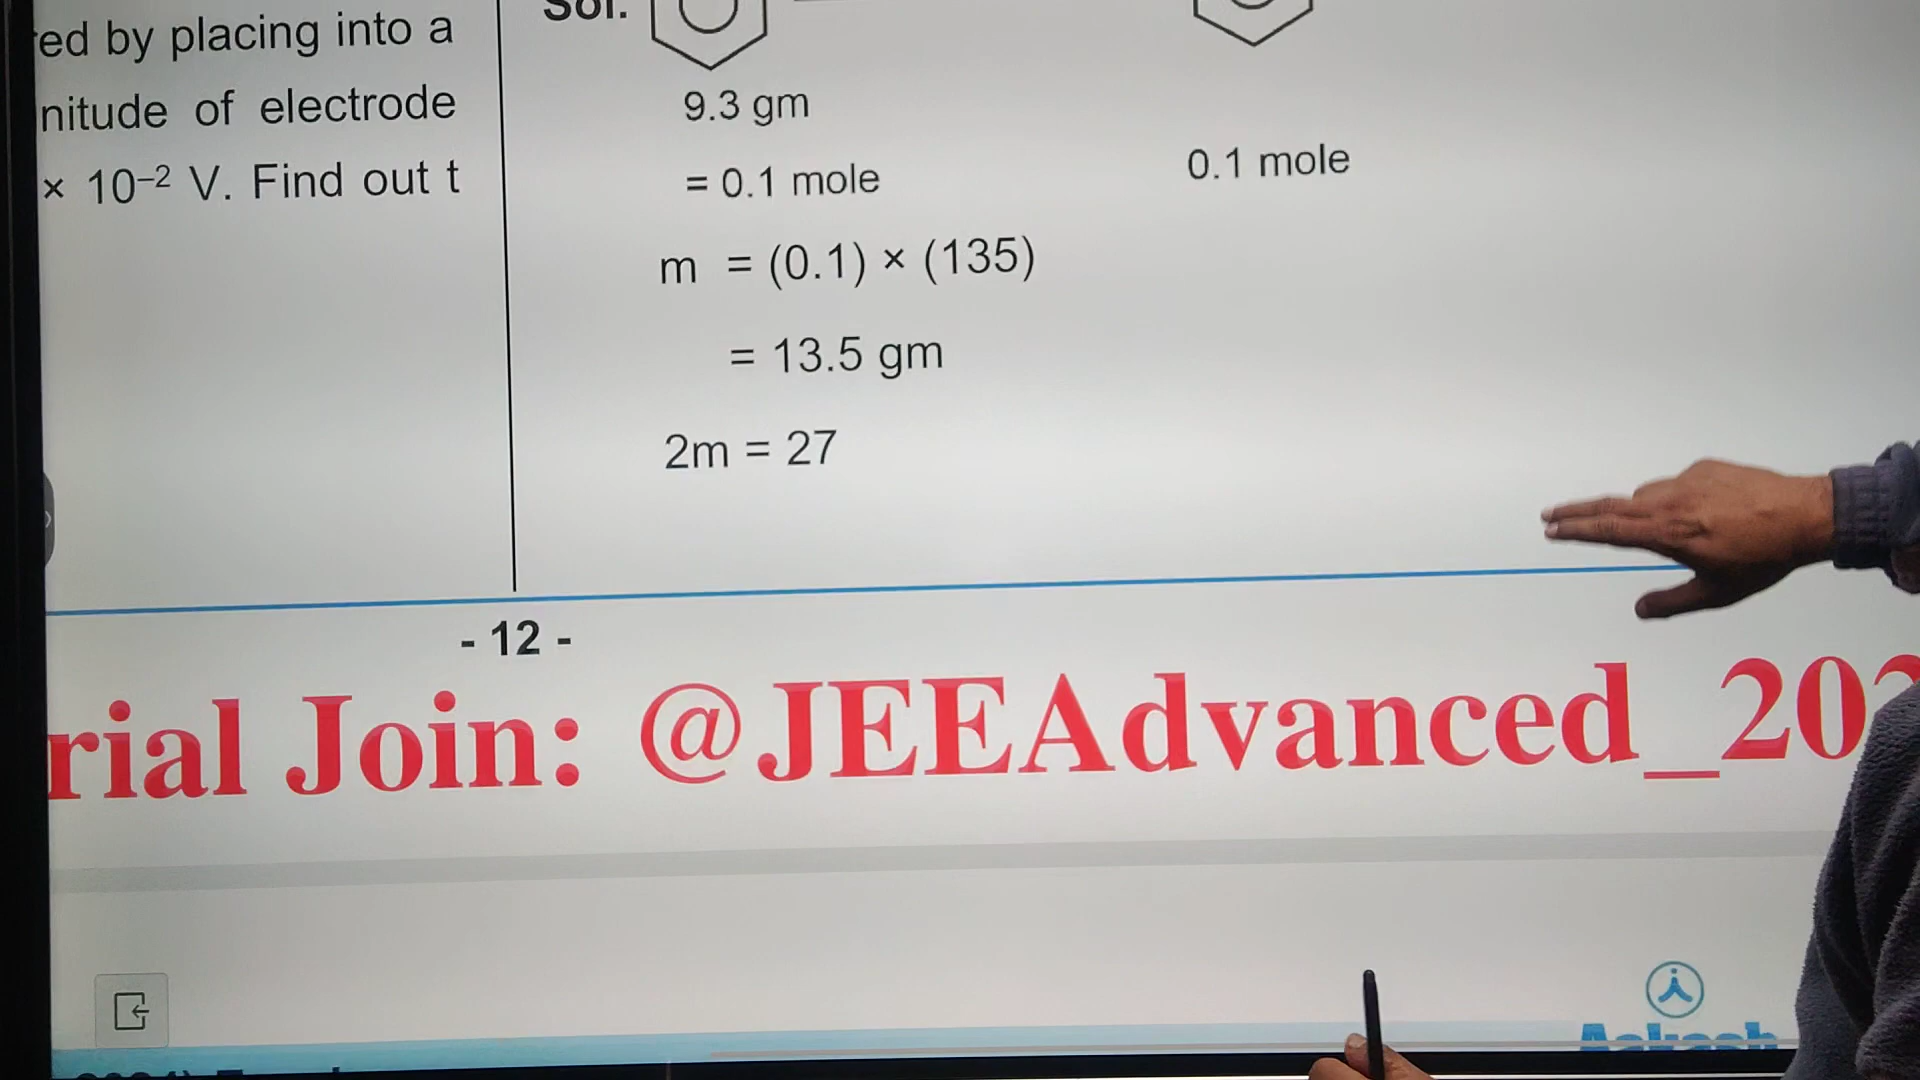 ed by placing into a
nitude of electrode
× 10⁻² V. Find out t
Sol.
9.3 gm
= 0.1 mole
0.1 mole
m = (0.1) × (135)
= 13.5 gm
2m = 27
- 12 -
rial Join: @JEEAdvanced_20
Aakash